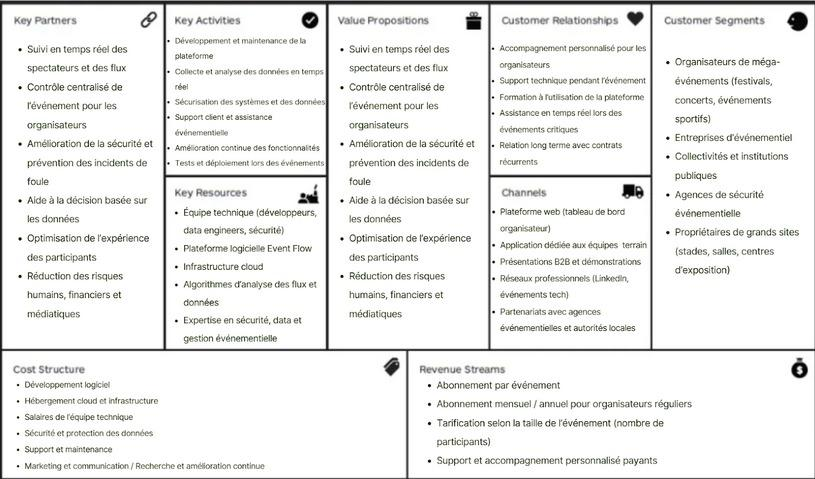 Key Partners
• Suivi en temps réel des
spectateurs et des flux
• Contrôle centralisé de
l'événement pour les
organisateurs
• Amélioration de la sécurité et
prévention des incidents de
foule
• Aide à la décision basée sur
les données
• Optimisation de l'expérience
des participants
• Réduction des risques
humains, financiers et
médiatiques
Key Activities
• Développement et maintenance de la
plateforme
• Collecte et analyse des données en temps
réel
• Sécurisation des systèmes et des données
• Support client et assistance
événementielle
• Amélioration continue des fonctionnalités
• Tests et déploiement lors des événements
Key Resources
• Équipe technique (développeurs,
data engineers, sécurité)
• Plateforme logicielle Event Flow
• Infrastructure cloud
• Algorithmes d'analyse des flux et
données
• Expertise en sécurité, data et
gestion événementielle
Value Propositions
• Suivi en temps réel des
spectateurs et des flux
• Contrôle centralisé de
l'événement pour les
organisateurs
• Amélioration de la sécurité et
prévention des incidents de
foule
• Aide à la décision basée sur
les données
• Optimisation de l'expérience
des participants
• Réduction des risques
humains, financiers et
médiatiques
Customer Relationships
• Accompagnement personnalisé pour les
organisateurs
• Support technique pendant l'événement
• Formation à l'utilisation de la plateforme
• Assistance en temps réel lors des
événements critiques
• Relation long terme avec contrats
récurrents
Channels
• Plateforme web (tableau de bord
organisateur)
• Application dédiée aux équipes terrain
• Présentations B2B et démonstrations
• Réseaux professionnels (LinkedIn,
événements tech)
• Partenariats avec agences
événementielles et autorités locales
Customer Segments
• Organisateurs de méga-
événements (festivals,
concerts, événements
sportifs)
• Entreprises d'événementiel
• Collectivités et institutions
publiques
• Agences de sécurité
événementielle
• Propriétaires de grands sites
(stades, salles, centres
d'exposition)
Cost Structure
• Développement logiciel
• Hébergement cloud et infrastructure
• Salaires de l'équipe technique
• Sécurité et protection des données
• Support et maintenance
• Marketing et communication / Recherche et amélioration continue
Revenue Streams
• Abonnement par événement
• Abonnement mensuel / annuel pour organisateurs réguliers
• Tarification selon la taille de l'événement (nombre de
participants)
• Support et accompagnement personnalisé payants